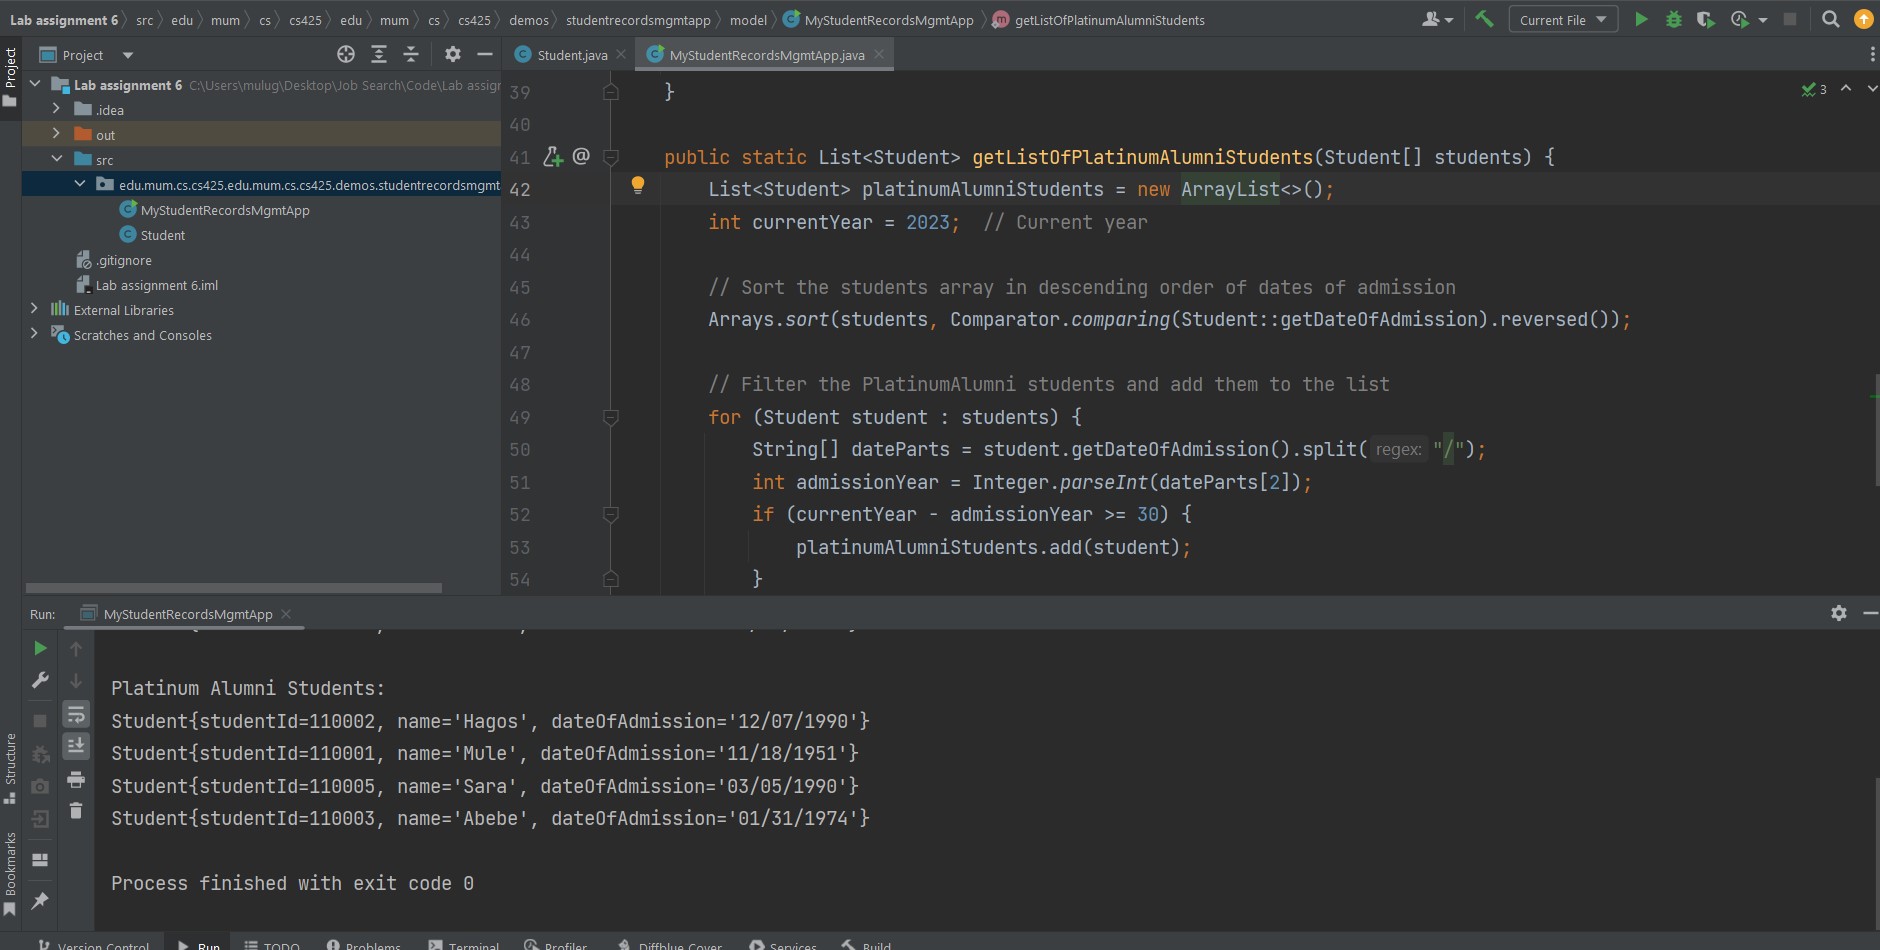 Lab assignment 6 src edu mum cs cs425 edu mum cs cs425 demos studentrecordsmgmtapp model MyStudentRecordsMgmtApp getListOfPlatinumAlumniStudents Current File
Project
Project
Student.java MyStudentRecordsMgmtApp.java
Lab assignment 6 C:\Users\mulug\Desktop\Job Search\Code\Lab assign
.idea
out
src
edu.mum.cs.cs425.edu.mum.cs.cs425.demos.studentrecordsmgmt
MyStudentRecordsMgmtApp
Student
.gitignore
Lab assignment 6.iml
External Libraries
Scratches and Consoles
3
39 }
40
41 @ public static List<Student> getListOfPlatinumAlumniStudents(Student[] students) {
42 List<Student> platinumAlumniStudents = new ArrayList<>();
43 int currentYear = 2023; // Current year
44
45 // Sort the students array in descending order of dates of admission
46 Arrays.sort(students, Comparator.comparing(Student::getDateOfAdmission).reversed());
47
48 // Filter the PlatinumAlumni students and add them to the list
49 for (Student student : students) {
50 String[] dateParts = student.getDateOfAdmission().split( regex: "/");
51 int admissionYear = Integer.parseInt(dateParts[2]);
52 if (currentYear - admissionYear >= 30) {
53 platinumAlumniStudents.add(student);
54 }
Run: MyStudentRecordsMgmtApp
Platinum Alumni Students:
Student{studentId=110002, name='Hagos', dateOfAdmission='12/07/1990'}
Student{studentId=110001, name='Mule', dateOfAdmission='11/18/1951'}
Student{studentId=110005, name='Sara', dateOfAdmission='03/05/1990'}
Student{studentId=110003, name='Abebe', dateOfAdmission='01/31/1974'}
Process finished with exit code 0
Structure
Bookmarks
Version Control Run TODO Problems Terminal Profiler Diffblue Cover Services Build